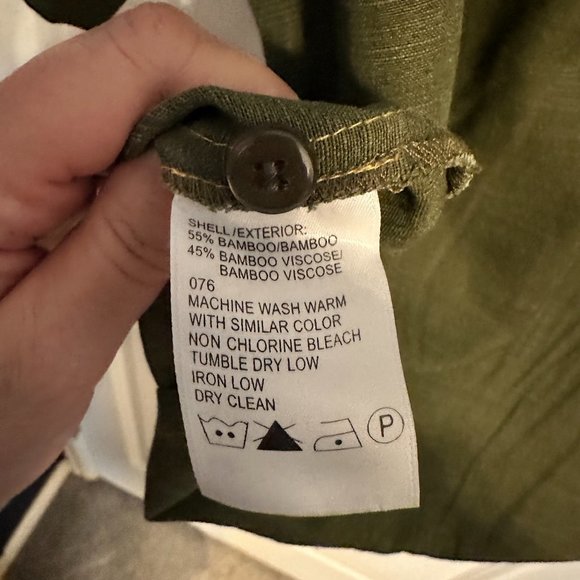 SHELL/EXTERIOR:
55% BAMBOO/BAMBOO
45% BAMBOO VISCOSE/
BAMBOO VISCOSE
076
MACHINE WASH WARM
WITH SIMILAR COLOR
NON CHLORINE BLEACH
TUMBLE DRY LOW
IRON LOW
DRY CLEAN
P